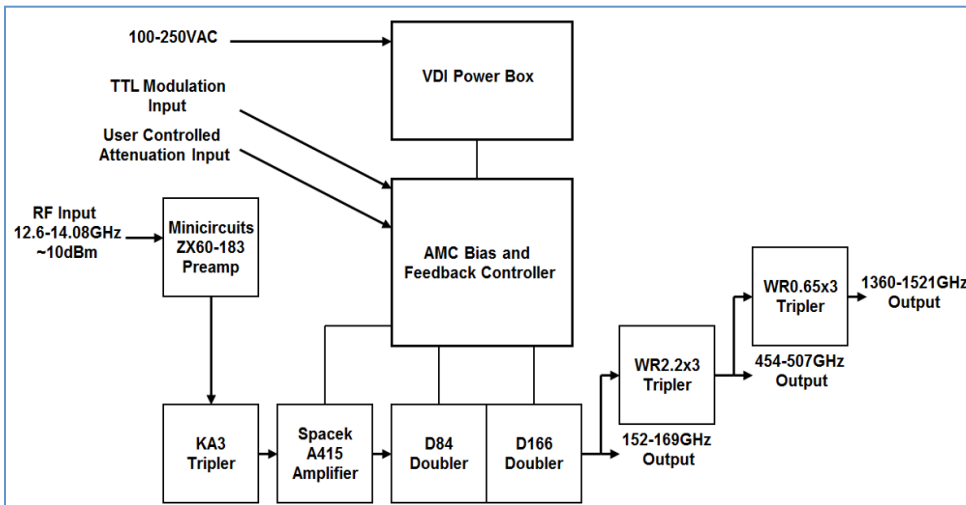 100-250VAC
VDI Power Box
TTL Modulation
Input
User Controlled
Attenuation Input
RF Input
12.6-14.08GHz
~10dBm
Minicircuits
ZX60-183
Preamp
AMC Bias and
Feedback Controller
WR0.65x3
Tripler
1360-1521GHz
Output
WR2.2x3
Tripler
454-507GHz
Output
KA3
Tripler
Spacek
A415
Amplifier
D84
Doubler
D166
Doubler
152-169GHz
Output